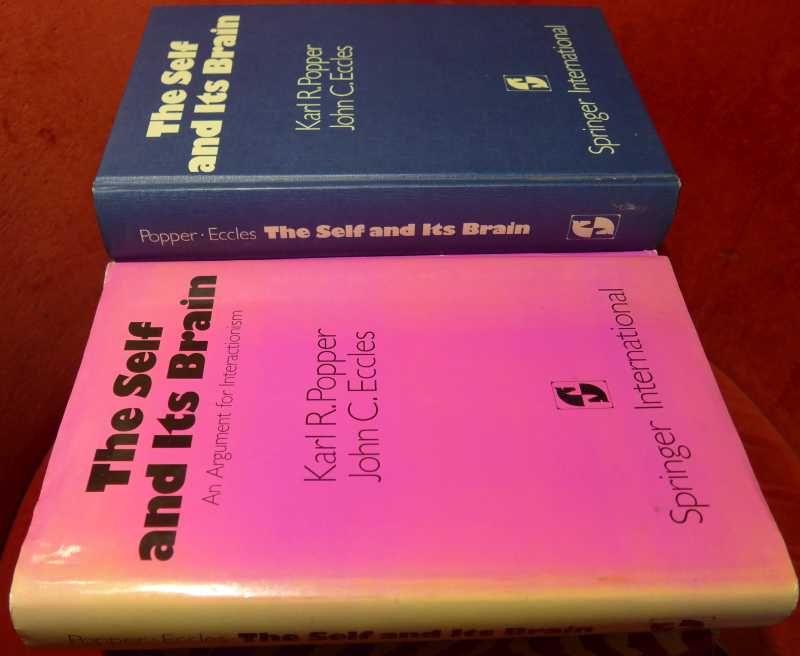 The Self
and Its Brain
Karl R. Popper
John C. Eccles
Springer International
Popper · Eccles The Self and Its Brain
The Self
and Its Brain
An Argument for Interactionism
Karl R. Popper
John C. Eccles
Springer International
Popper · Eccles The Self and Its Brain